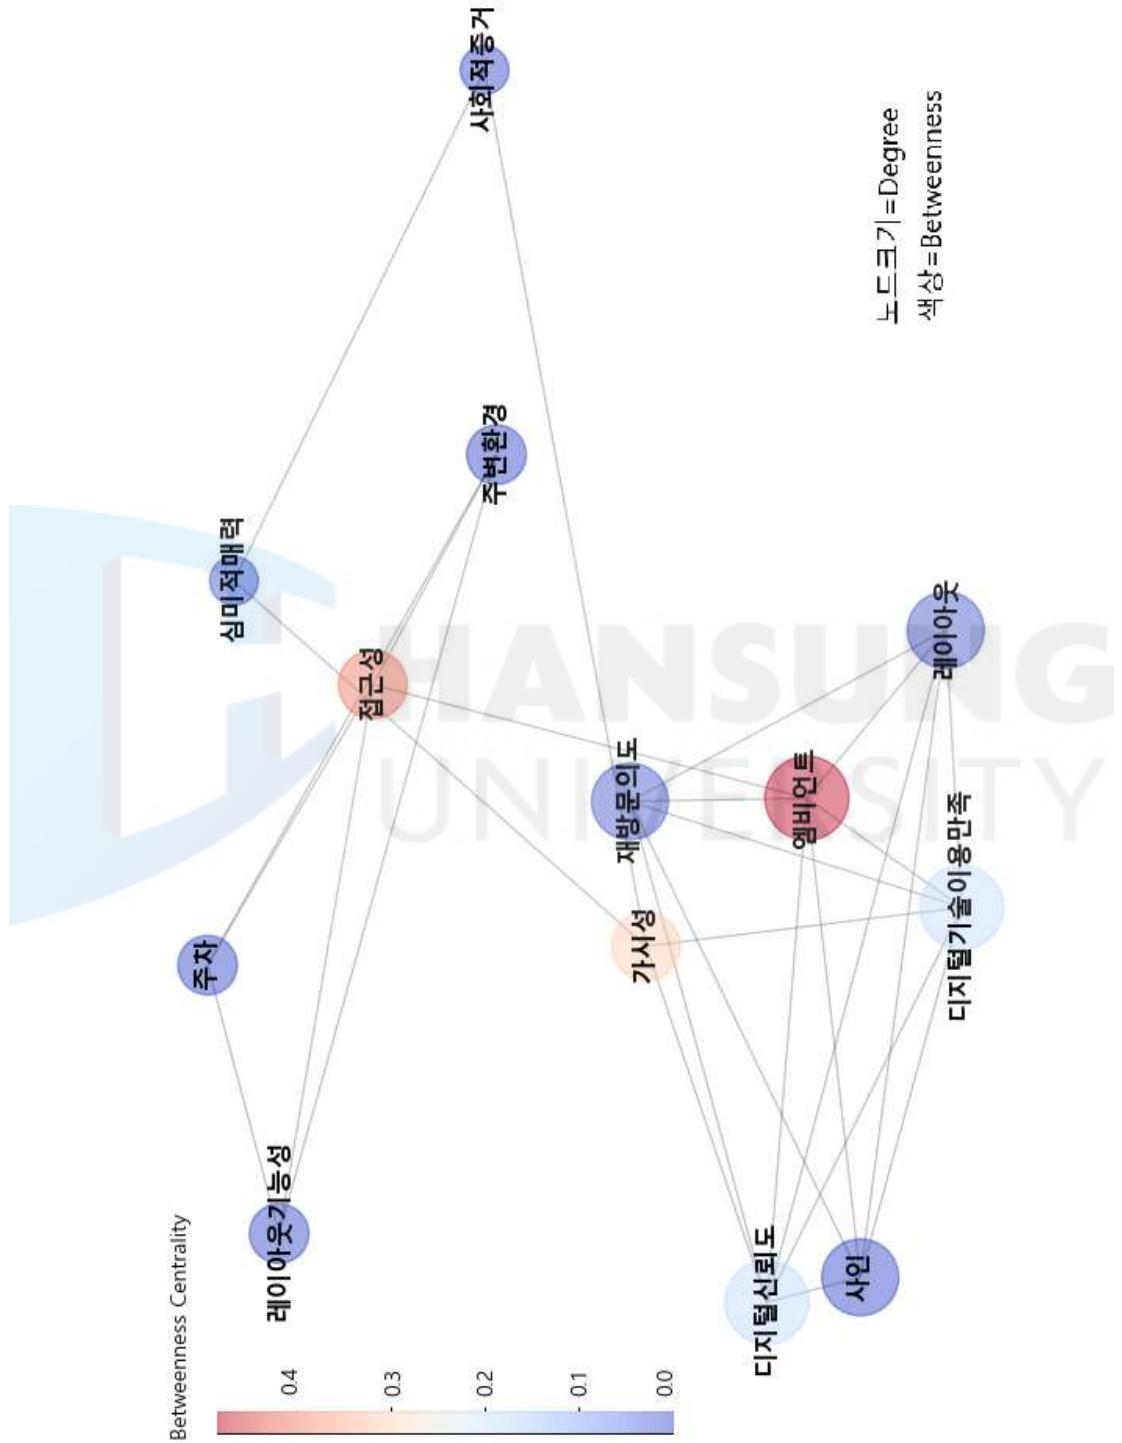 Betweenness Centrality
0.4
0.3
0.2
0.1
0.0
레이아웃기능성
주차
심미적매력
접근성
주변환경
사회적증거
가시성
재방문의도
엠비언트
디지털신뢰도
사인
디지털기술이용만족
레이아웃
노드크기=Degree
색상=Betweenness
HANSUNG
UNIVERSITY